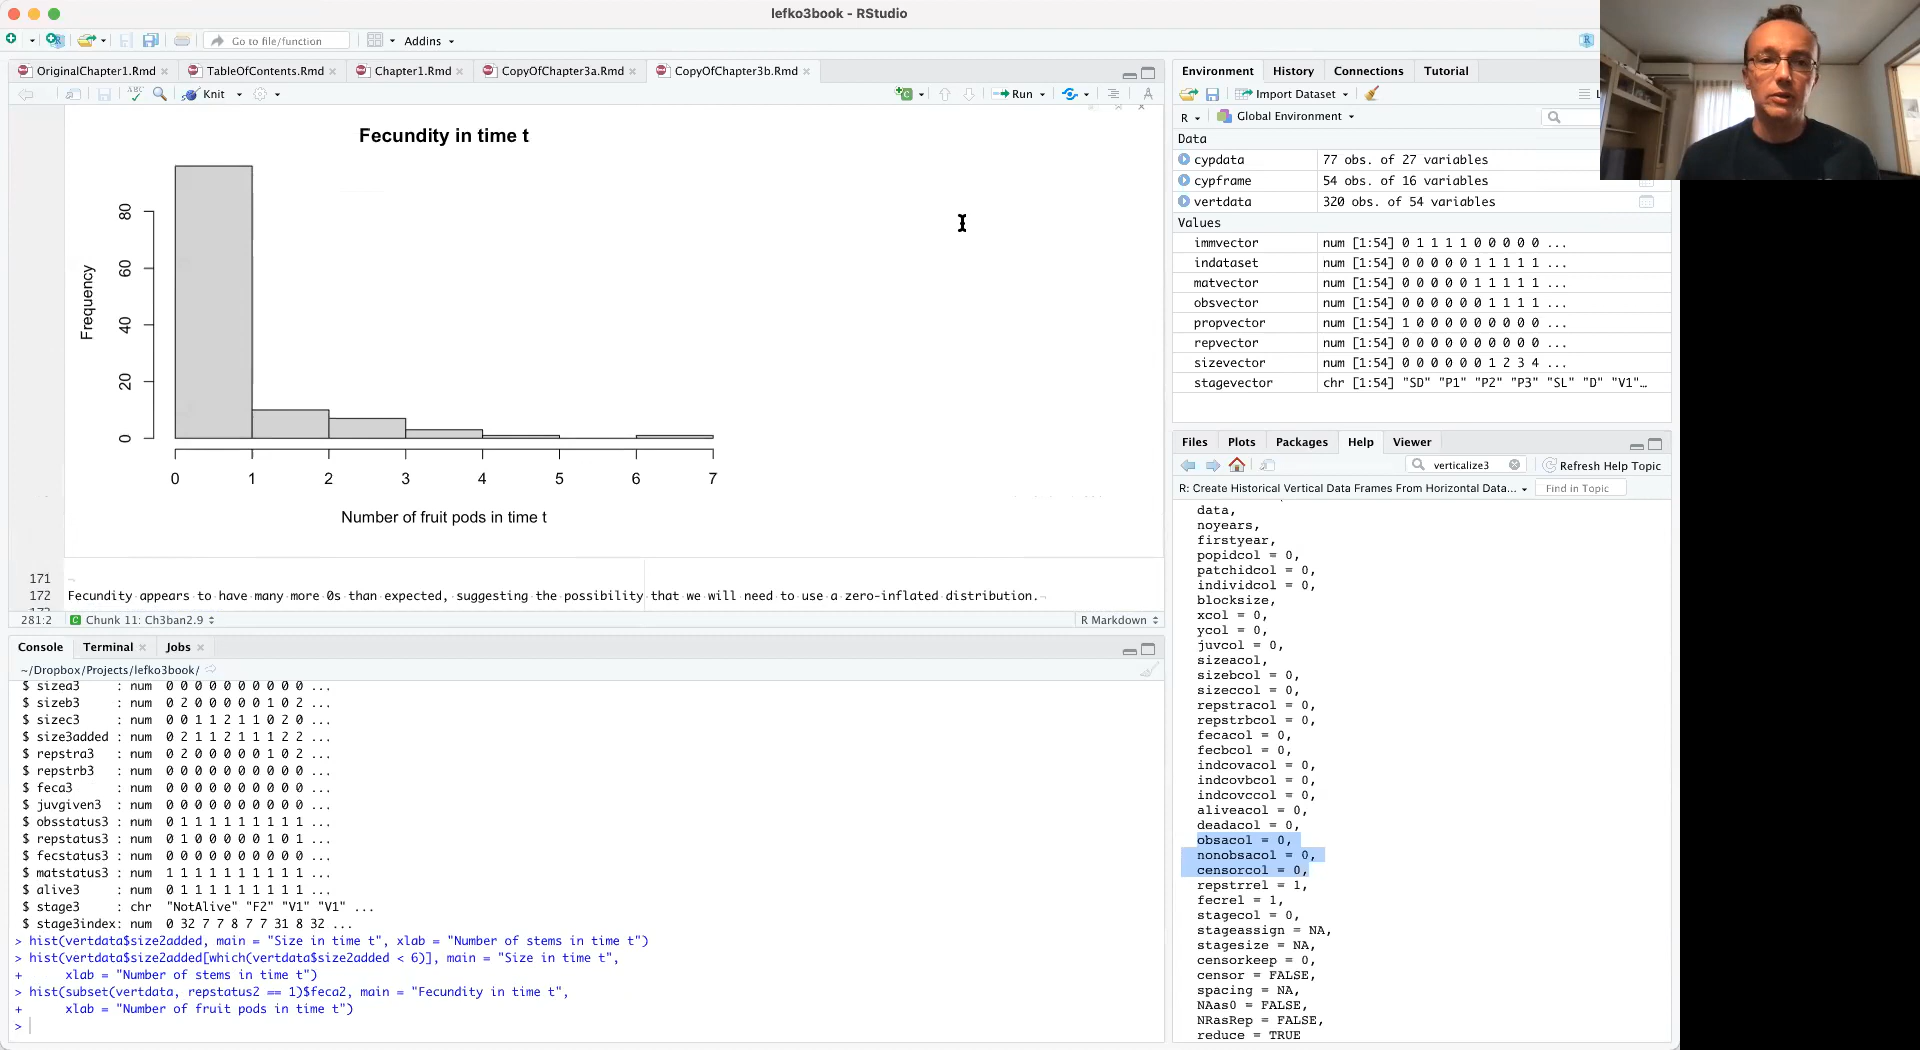 lefko3book - RStudio
Go to file/function
Addins
OriginalChapter1.Rmd
TableOfContents.Rmd
Chapter1.Rmd
CopyOfChapter3a.Rmd
CopyOfChapter3b.Rmd
ABC
Knit
Run
Fecundity in time t
Frequency
80
60
40
20
0
0 1 2 3 4 5 6 7
Number of fruit pods in time t
171
172 Fecundity appears to have many more 0s than expected, suggesting the possibility that we will need to use a zero-inflated distribution.
281:2 Chunk 11: Ch3ban2.9 R Markdown
Console Terminal Jobs
~/Dropbox/Projects/lefko3book/
$ sizea3 : num 0 0 0 0 0 0 0 0 0 0 ...
$ sizeb3 : num 0 2 0 0 0 0 0 1 0 2 ...
$ sizec3 : num 0 0 1 1 2 1 1 0 2 0 ...
$ size3added : num 0 2 1 1 2 1 1 1 2 2 ...
$ repstra3 : num 0 2 0 0 0 0 0 1 0 2 ...
$ repstrb3 : num 0 0 0 0 0 0 0 0 0 0 ...
$ feca3 : num 0 0 0 0 0 0 0 0 0 0 ...
$ juvgiven3 : num 0 0 0 0 0 0 0 0 0 0 ...
$ obsstatus3 : num 0 1 1 1 1 1 1 1 1 1 ...
$ repstatus3 : num 0 1 0 0 0 0 0 1 0 1 ...
$ fecstatus3 : num 0 0 0 0 0 0 0 0 0 0 ...
$ matstatus3 : num 1 1 1 1 1 1 1 1 1 1 ...
$ alive3 : num 0 1 1 1 1 1 1 1 1 1 ...
$ stage3 : chr "NotAlive" "F2" "V1" "V1" ...
$ stage3index: num 0 32 7 7 8 7 7 31 8 32 ...
> hist(vertdata$size2added, main = "Size in time t", xlab = "Number of stems in time t")
> hist(vertdata$size2added[which(vertdata$size2added < 6)], main = "Size in time t",
+ xlab = "Number of stems in time t")
> hist(subset(vertdata, repstatus2 == 1)$feca2, main = "Fecundity in time t",
+ xlab = "Number of fruit pods in time t")
>
Environment History Connections Tutorial
Import Dataset
R Global Environment
Data
cypdata 77 obs. of 27 variables
cypframe 54 obs. of 16 variables
vertdata 320 obs. of 54 variables
Values
immvector num [1:54] 0 1 1 1 1 0 0 0 0 0 ...
indataset num [1:54] 0 0 0 0 0 1 1 1 1 1 ...
matvector num [1:54] 0 0 0 0 0 1 1 1 1 1 ...
obsvector num [1:54] 0 0 0 0 0 0 1 1 1 1 ...
propvector num [1:54] 1 0 0 0 0 0 0 0 0 0 ...
repvector num [1:54] 0 0 0 0 0 0 0 0 0 0 ...
sizevector num [1:54] 0 0 0 0 0 0 1 2 3 4 ...
stagevector chr [1:54] "SD" "P1" "P2" "P3" "SL" "D" "V1"…
Files Plots Packages Help Viewer
verticalize3
Refresh Help Topic
R: Create Historical Vertical Data Frames From Horizontal Data...
Find in Topic
data,
noyears,
firstyear,
popidcol = 0,
patchidcol = 0,
individcol = 0,
blocksize,
xcol = 0,
ycol = 0,
juvcol = 0,
sizeacol,
sizebcol = 0,
sizeccol = 0,
repstracol = 0,
repstrbcol = 0,
fecacol = 0,
fecbcol = 0,
indcovacol = 0,
indcovbcol = 0,
indcovccol = 0,
aliveacol = 0,
deadacol = 0,
obsacol = 0,
nonobsacol = 0,
censorcol = 0,
repstrrel = 1,
fecrel = 1,
stagecol = 0,
stageassign = NA,
stagesize = NA,
censorkeep = 0,
censor = FALSE,
spacing = NA,
NAas0 = FALSE,
NRasRep = FALSE,
reduce = TRUE